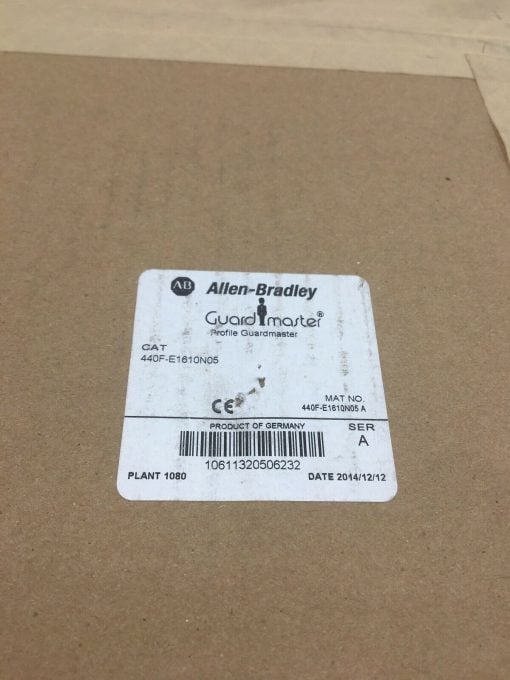 AB Allen-Bradley
Guardmaster®
Profile Guardmaster
CAT
440F-E1610N05
CE
MAT NO.
440F-E1610N05 A
PRODUCT OF GERMANY
SER
A
10611320506232
PLANT 1080
DATE 2014/12/12